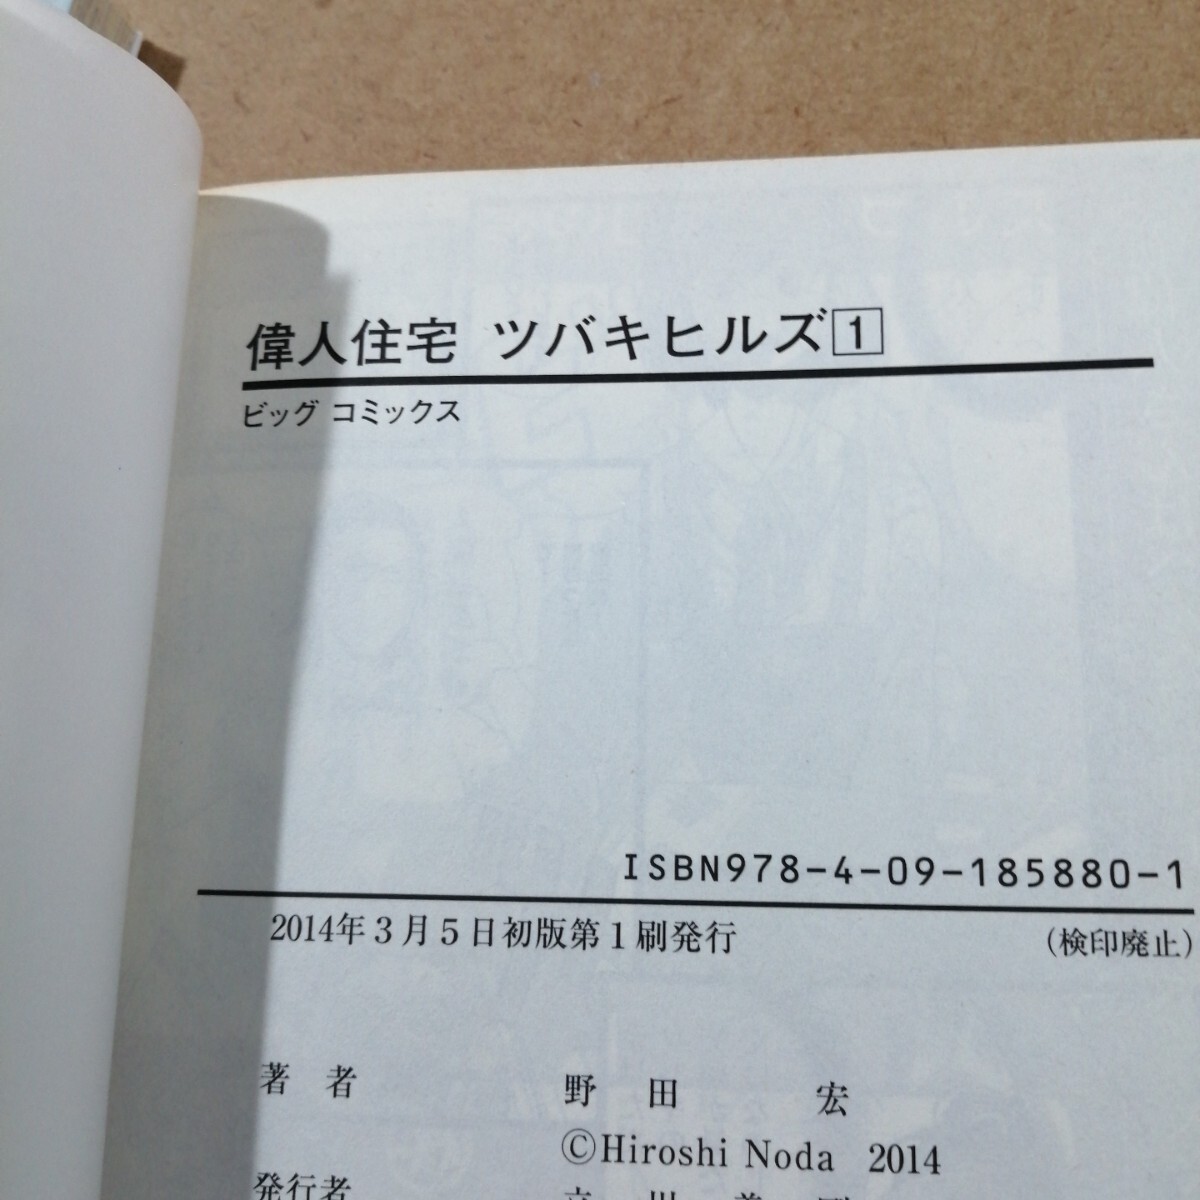 偉人住宅 ツバキヒルズ1
ビッグ コミックス
ISBN978-4-09-185880-1
2014年3月5日初版第1刷発行 (検印廃止)
著者 野田 宏
©Hiroshi Noda 2014
発行者